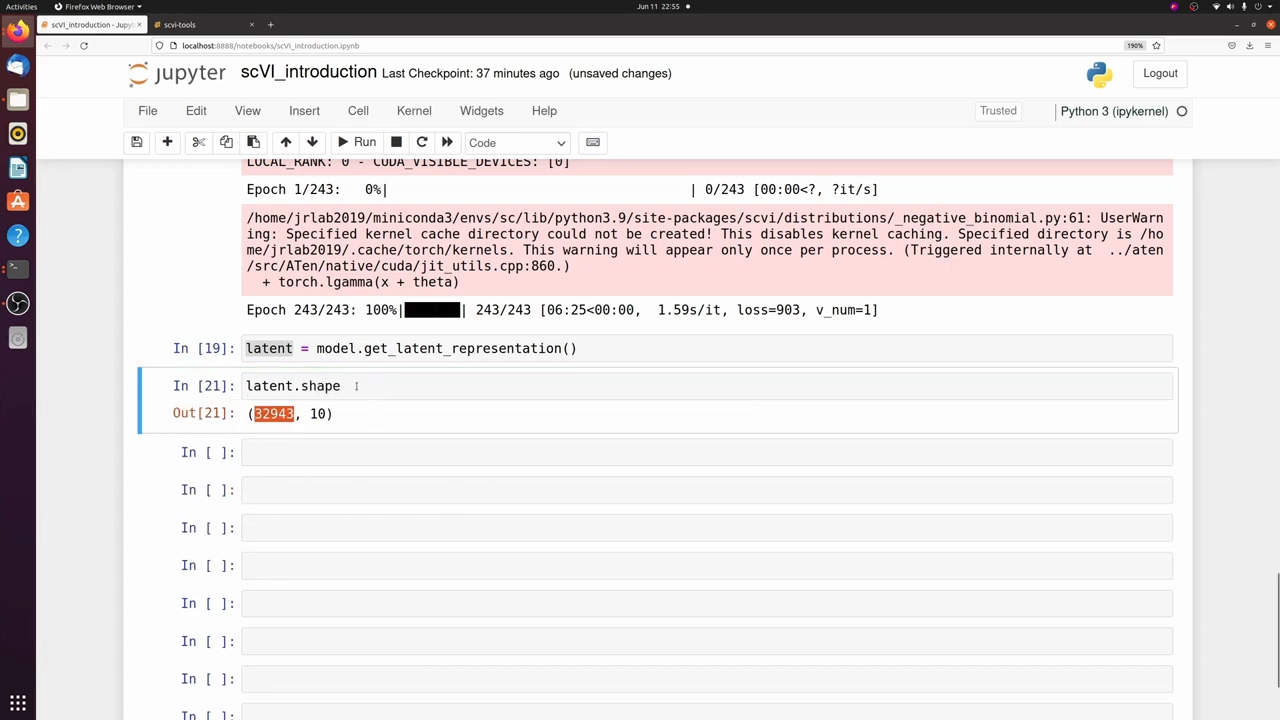 Activities
Firefox Web Browser
Jun 11 22:55
scVI_introduction - Jupyt
scvi-tools
localhost:8888/notebooks/scVI_introduction.ipynb
190%
jupyter scVI_introduction Last Checkpoint: 37 minutes ago (unsaved changes)
Logout
File Edit View Insert Cell Kernel Widgets Help
Trusted
Python 3 (ipykernel)
Run
Code
LOCAL_RANK: 0 - CUDA_VISIBLE_DEVICES: [0]
Epoch 1/243:   0%|          | 0/243 [00:00<?, ?it/s]
/home/jrlab2019/miniconda3/envs/sc/lib/python3.9/site-packages/scvi/distributions/_negative_binomial.py:61: UserWarn
ing: Specified kernel cache directory could not be created! This disables kernel caching. Specified directory is /ho
me/jrlab2019/.cache/torch/kernels. This warning will appear only once per process. (Triggered internally at  ../aten
/src/ATen/native/cuda/jit_utils.cpp:860.)
+ torch.lgamma(x + theta)
Epoch 243/243: 100%|██████| 243/243 [06:25<00:00,  1.59s/it, loss=903, v_num=1]
In [19]: latent = model.get_latent_representation()
In [21]: latent.shape
Out[21]: (32943, 10)
In [ ]:
In [ ]:
In [ ]:
In [ ]:
In [ ]:
In [ ]:
In [ ]:
In [ ]: